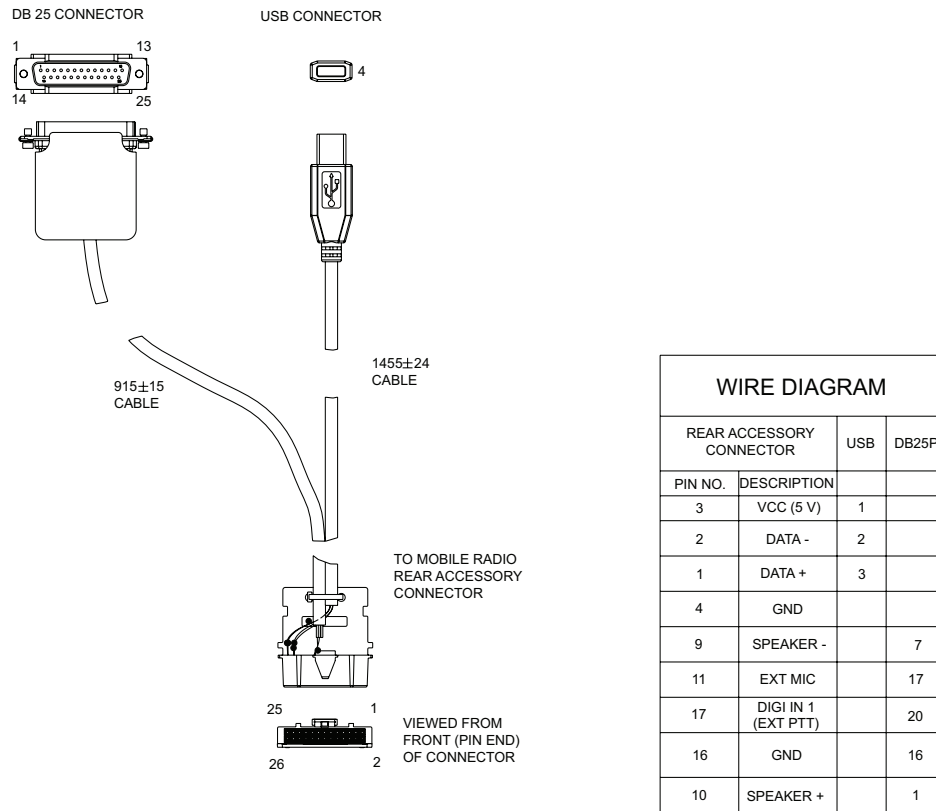 DB 25 CONNECTOR
USB CONNECTOR
1
13
14
25
4
915±15
CABLE
1455±24
CABLE
TO MOBILE RADIO
REAR ACCESSORY
CONNECTOR
25
1
26
2
VIEWED FROM
FRONT (PIN END)
OF CONNECTOR
WIRE DIAGRAM
REAR ACCESSORY
CONNECTOR
USB
DB25P
PIN NO. DESCRIPTION
3 VCC (5 V) 1
2 DATA - 2
1 DATA + 3
4 GND
9 SPEAKER - 7
11 EXT MIC 17
17 DIGI IN 1
(EXT PTT) 20
16 GND 16
10 SPEAKER + 1